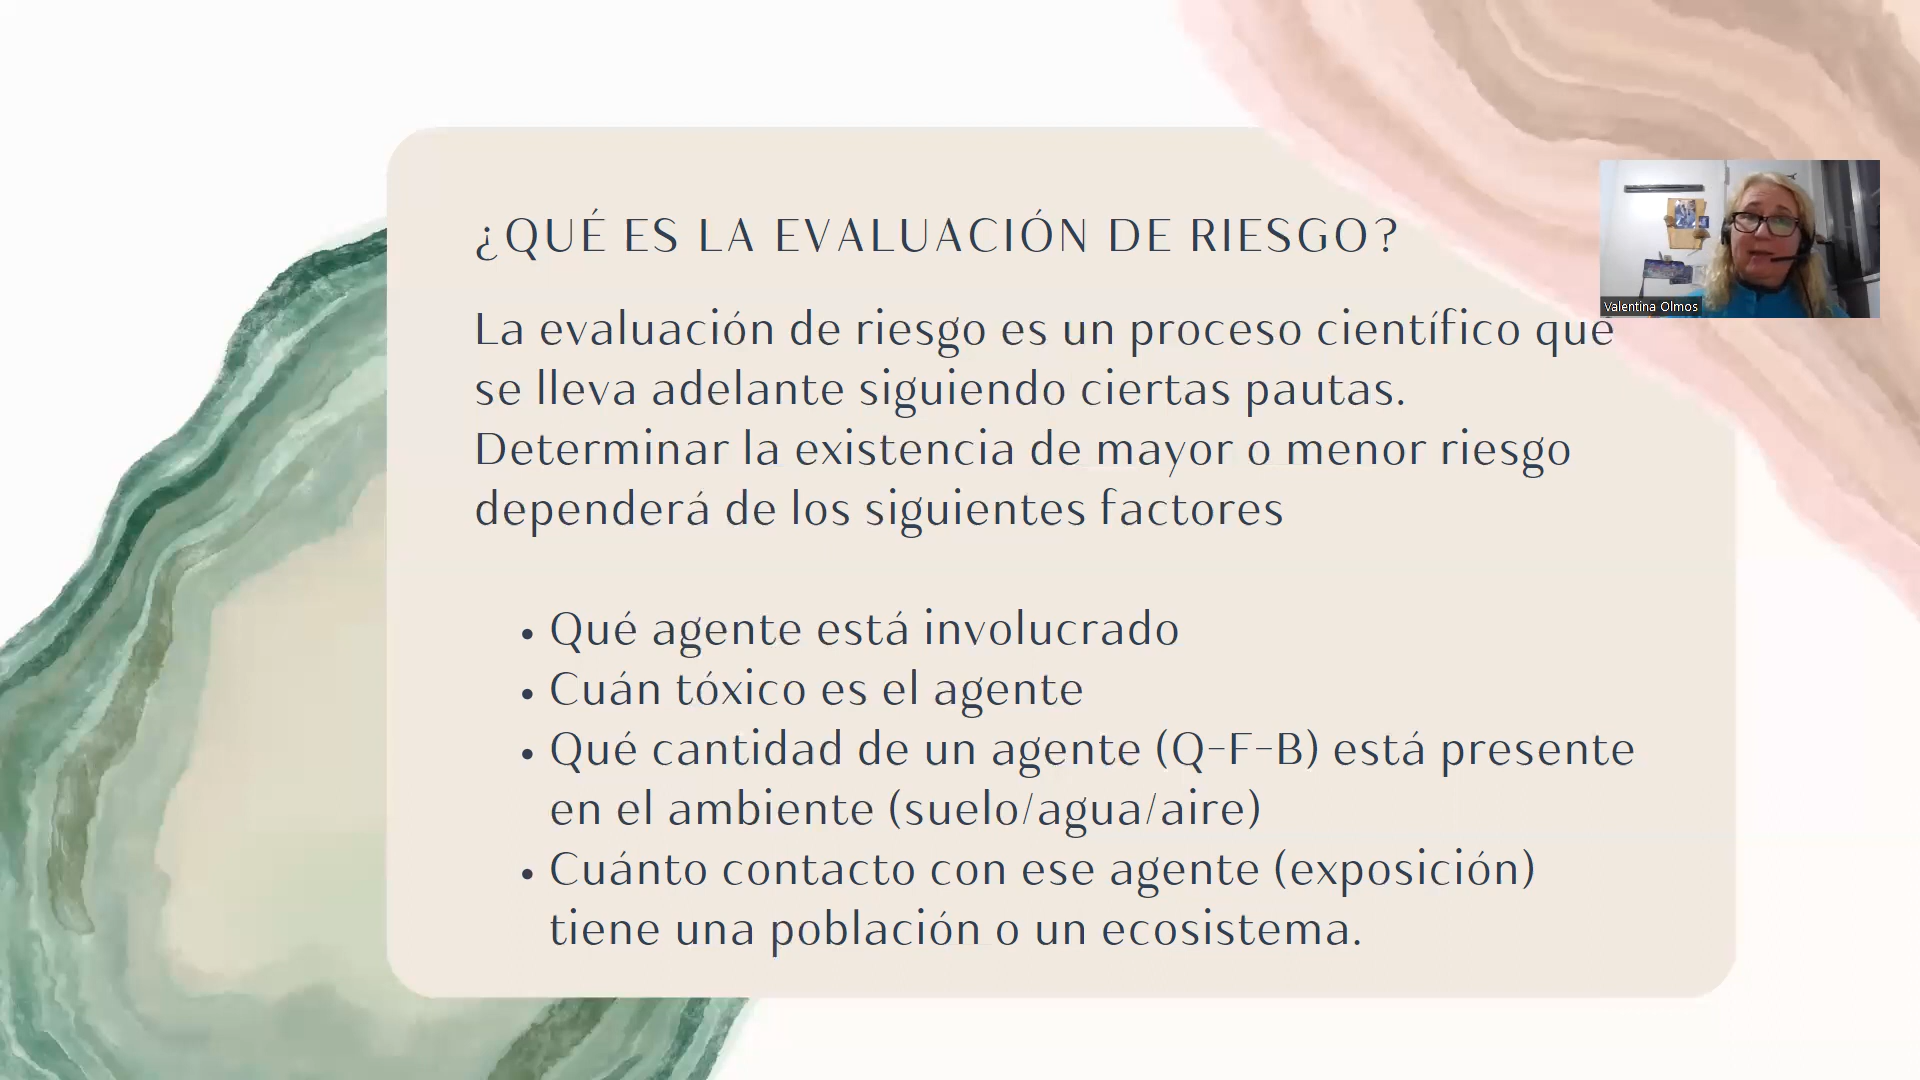 ¿QUÉ ES LA EVALUACIÓN DE RIESGO?
La evaluación de riesgo es un proceso científico que
se lleva adelante siguiendo ciertas pautas.
Determinar la existencia de mayor o menor riesgo
dependerá de los siguientes factores
• Qué agente está involucrado
• Cuán tóxico es el agente
• Qué cantidad de un agente (Q-F-B) está presente
en el ambiente (suelo/agua/aire)
• Cuánto contacto con ese agente (exposición)
tiene una población o un ecosistema.
Valentina Olmos